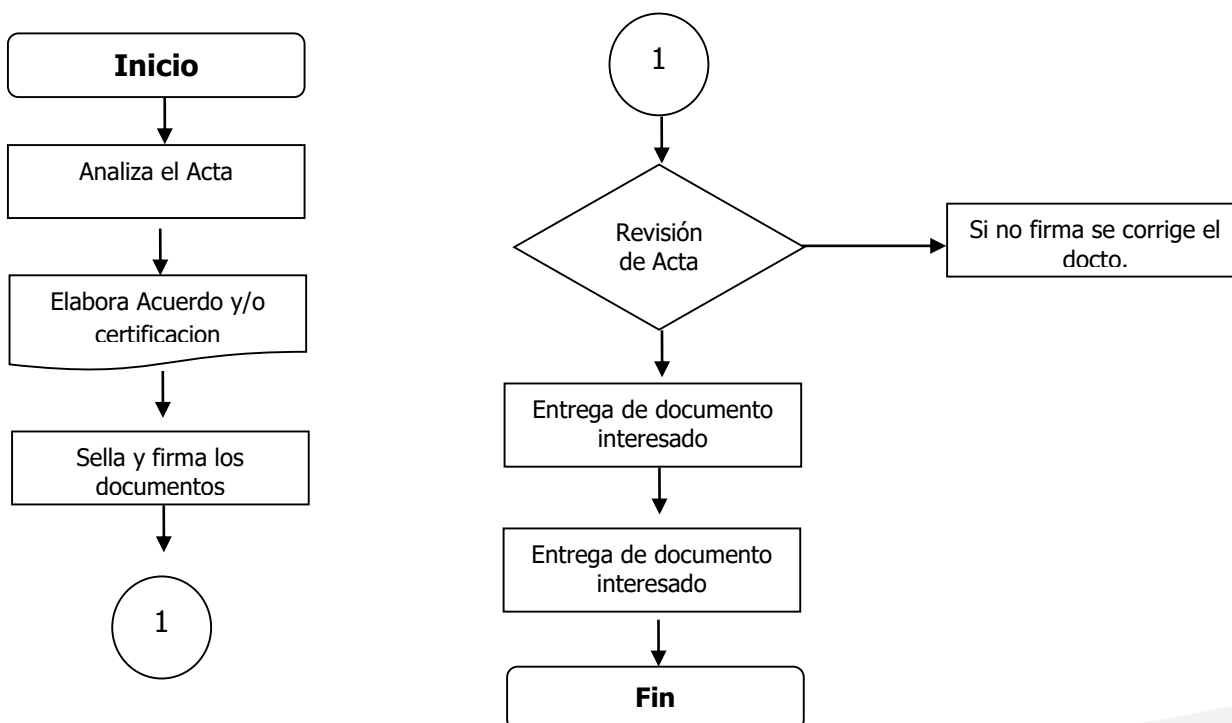 Inicio
Analiza el Acta
Elabora Acuerdo y/o
certificacion
Sella y firma los
documentos
1
1
Revisión
de Acta
Si no firma se corrige el
docto.
Entrega de documento
interesado
Entrega de documento
interesado
Fin